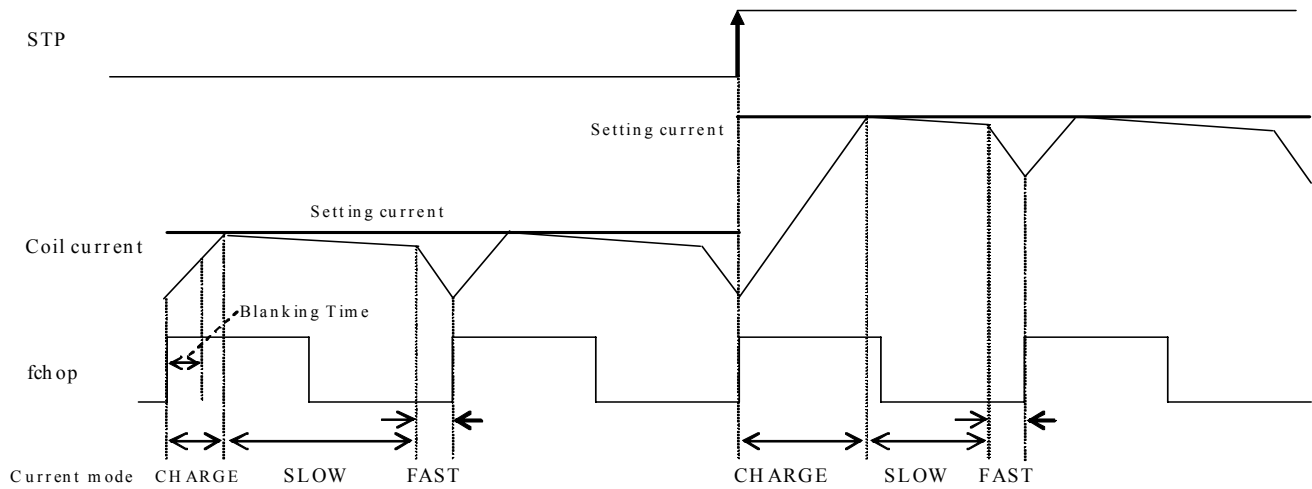 STP
Setting current
Setting current
Coil current
Blanking Time
fchop
Current mode CHARGE SLOW FAST CHARGE SLOW FAST